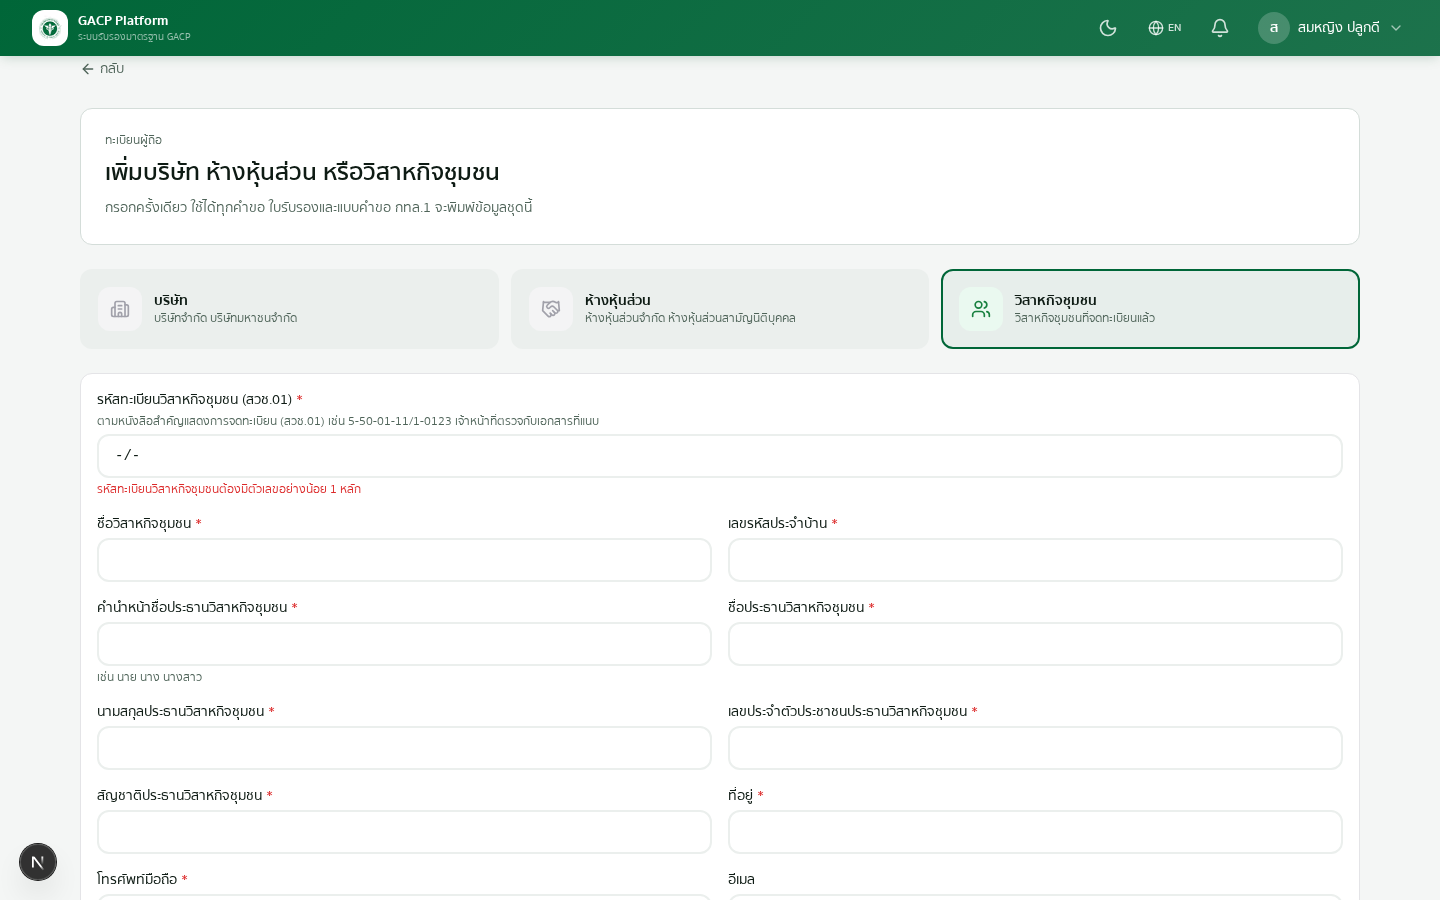 GACP Platform
ระบบรับรองมาตรฐาน GACP
EN
ส
สมหญิง ปลูกดี
กลับ
ทะเบียนผู้ถือ
เพิ่มบริษัท ห้างหุ้นส่วน หรือวิสาหกิจชุมชน
กรอกครั้งเดียว ใช้ได้ทุกคำขอ ใบรับรองและแบบคำขอ กทล.1 จะพิมพ์ข้อมูลชุดนี้
บริษัท
บริษัทจำกัด บริษัทมหาชนจำกัด
ห้างหุ้นส่วน
ห้างหุ้นส่วนจำกัด ห้างหุ้นส่วนสามัญนิติบุคคล
วิสาหกิจชุมชน
วิสาหกิจชุมชนที่จดทะเบียนแล้ว
รหัสทะเบียนวิสาหกิจชุมชน (สวช.01) *
ตามหนังสือสำคัญแสดงการจดทะเบียน (สวช.01) เช่น 5-50-01-11/1-0123 เจ้าหน้าที่ตรวจกับเอกสารที่แนบ
-/-
รหัสทะเบียนวิสาหกิจชุมชนต้องมีตัวเลขอย่างน้อย 1 หลัก
ชื่อวิสาหกิจชุมชน *
เลขรหัสประจำบ้าน *
คำนำหน้าชื่อประธานวิสาหกิจชุมชน *
ชื่อประธานวิสาหกิจชุมชน *
เช่น นาย นาง นางสาว
นามสกุลประธานวิสาหกิจชุมชน *
เลขประจำตัวประชาชนประธานวิสาหกิจชุมชน *
สัญชาติประธานวิสาหกิจชุมชน *
ที่อยู่ *
N
โทรศัพท์มือถือ *
อีเมล